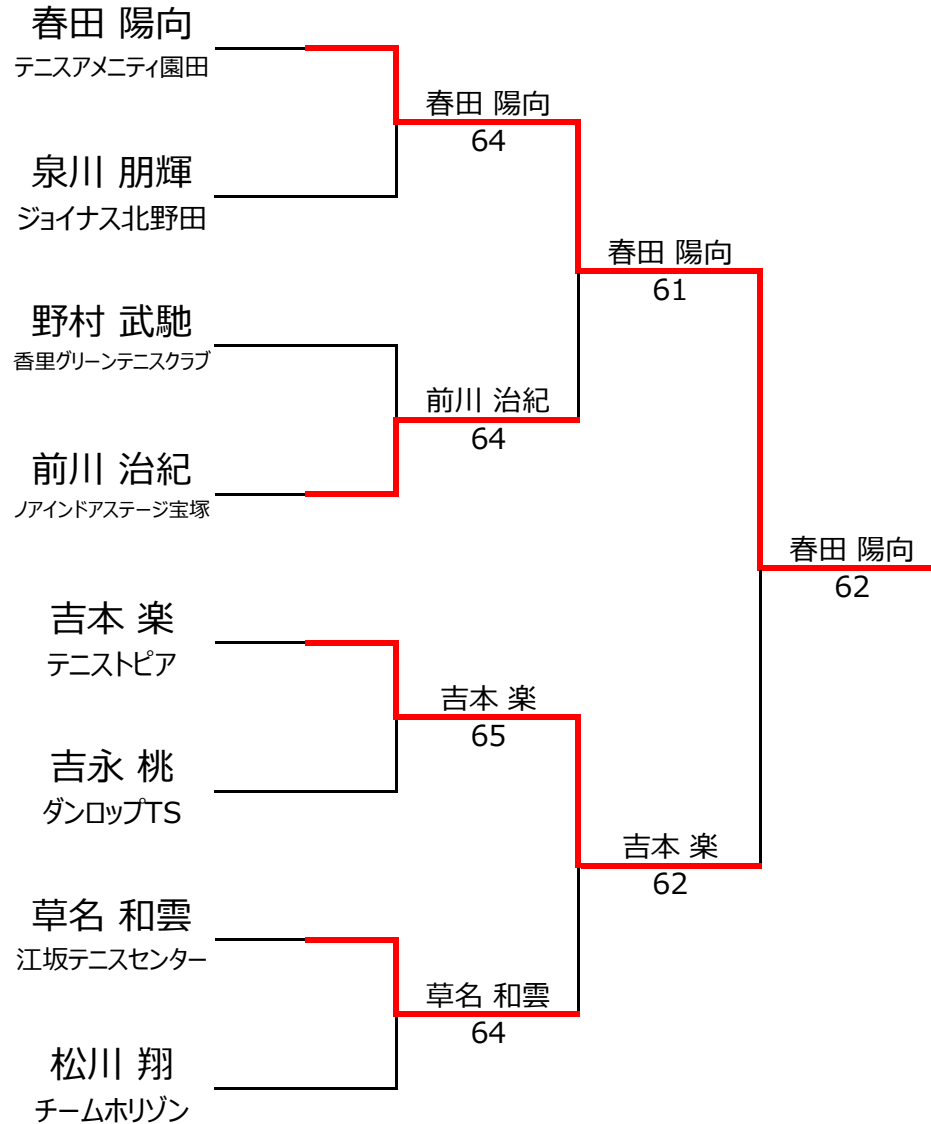 春田 陽向
テニスアメニティ園田
春田 陽向
64
泉川 朋輝
ジョイナス北野田
春田 陽向
61
野村 武馳
香里グリーンテニスクラブ
前川 治紀
64
前川 治紀
ノアインドアステージ宝塚
春田 陽向
62
吉本 楽
テニストピア
吉本 楽
65
吉永 桃
ダンロップTS
吉本 楽
62
草名 和雲
江坂テニスセンター
草名 和雲
64
松川 翔
チームホリゾン